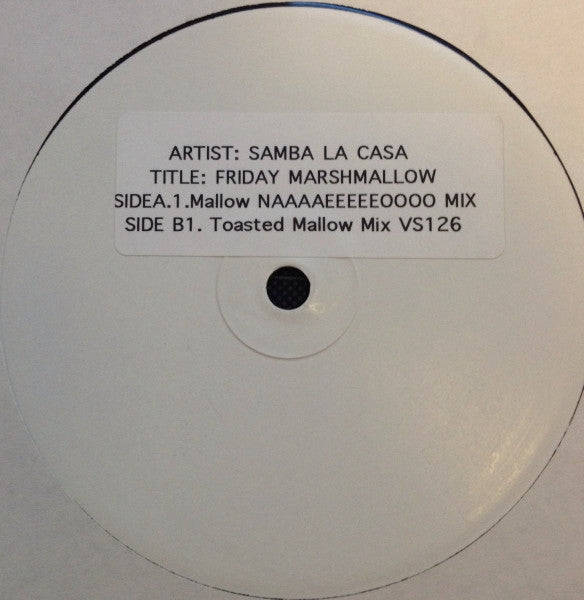 ARTIST: SAMBA LA CASA
TITLE: FRIDAY MARSHMALLOW
SIDEA.1.Mallow NAAAAEEEEEOOOO MIX
SIDE B1. Toasted Mallow Mix VS126